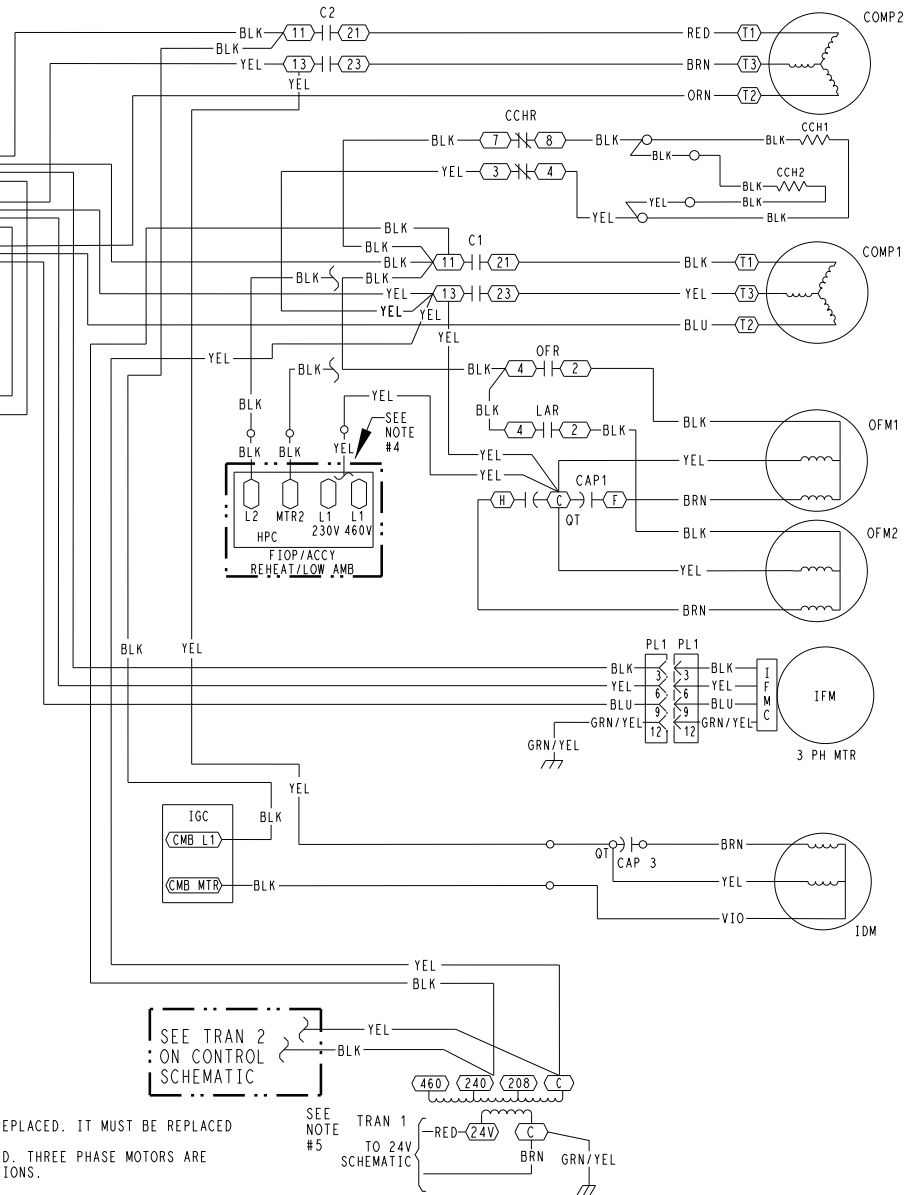 C2
BLK 11 21 RED T1 COMP2
BLK
YEL 13 23 BRN T3
YEL
ORN T2
CCHR
BLK 7 8 BLK BLK CCH1
BLK
YEL 3 4 BLK CCH2
YEL BLK
YEL BLK
BLK
BLK C1
BLK 11 21 BLK T1 COMP1
BLK BLK
YEL 13 23 YEL T3
YEL YEL
BLU T2
YEL
YEL
OFR
BLK BLK 4 2
YEL
BLK BLK LAR BLK OFM1
SEE
NOTE
#4
4 2 BLK
BLK BLK YEL
YEL YEL
YEL
CAP1
H C F BRN
QT
L2 MTR2 L1 L1
230V 460V
HPC
BLK OFM2
FIOP/ACCY
REHEAT/LOW AMB
YEL
BRN
BLK YEL
PL1 PL1
BLK 3 3 BLK
YEL 6 6 YEL
BLU 9 9 BLU
GRN/YEL 12 12 GRN/YEL
IFMC
IFM
GRN/YEL
3 PH MTR
YEL
IGC BLK
CMB L1
QT CAP 3 BRN
CMB MTR BLK YEL
VIO
IDM
YEL
BLK
SEE TRAN 2
ON CONTROL
SCHEMATIC
YEL
BLK
460 240 208 C
SEE
NOTE
#5
TRAN 1
RED 24V C
TO 24V
SCHEMATIC
BRN GRN/YEL
EPLACED. IT MUST BE REPLACED
D. THREE PHASE MOTORS ARE
TIONS.